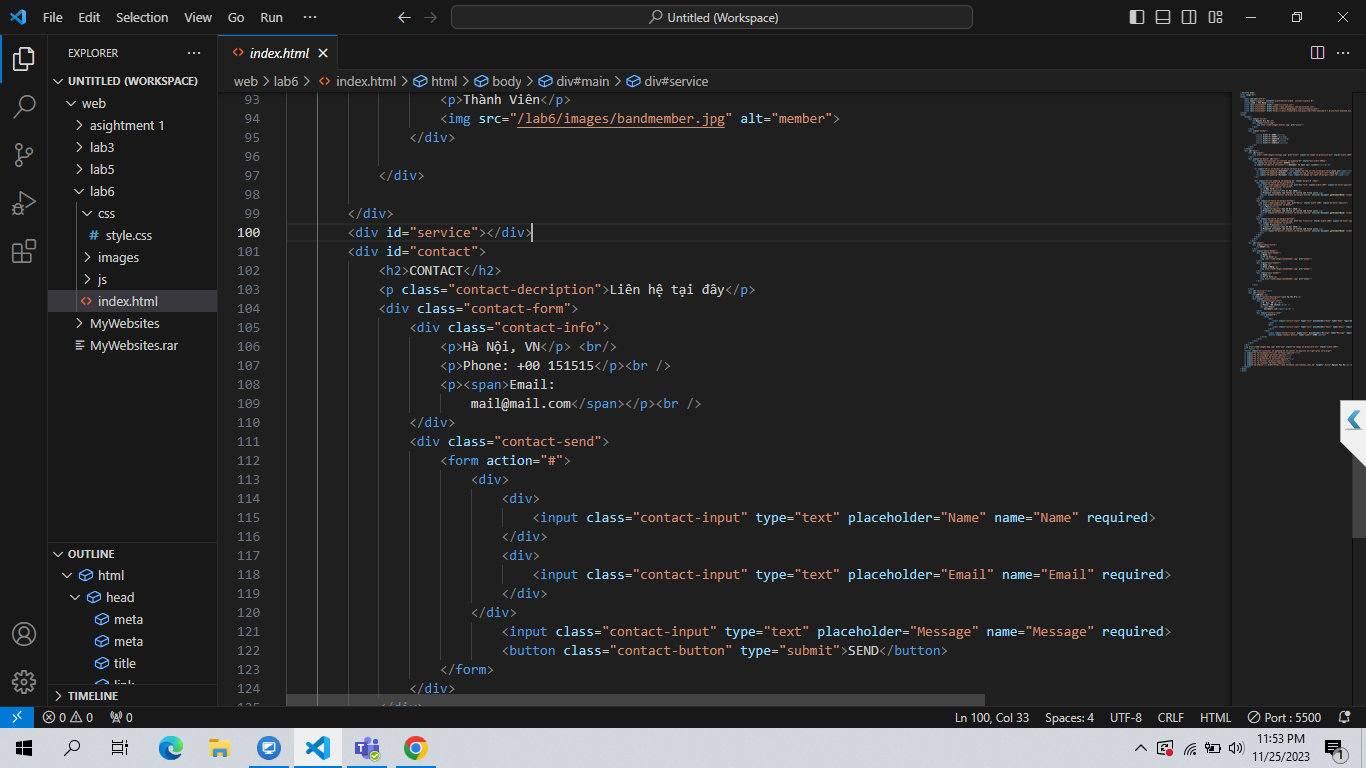 File Edit Selection View Go Run ··· Untitled (Workspace)
EXPLORER ···
UNTITLED (WORKSPACE)
web
asightment 1
lab3
lab5
lab6
css
# style.css
images
js
<> index.html
MyWebsites
MyWebsites.rar
OUTLINE
html
head
meta
meta
title
link
TIMELINE
<> index.html
web > lab6 > <> index.html > html > body > div#main > div#service
93 <p>Thành Viên</p>
94 <img src="/lab6/images/bandmember.jpg" alt="member">
95 </div>
96
97 </div>
98
99 </div>
100 <div id="service"></div>
101 <div id="contact">
102 <h2>CONTACT</h2>
103 <p class="contact-decription">Liên hệ tại đây</p>
104 <div class="contact-form">
105 <div class="contact-info">
106 <p>Hà Nội, VN</p> <br/>
107 <p>Phone: +00 151515</p><br />
108 <p><span>Email:
109 mail@mail.com</span></p><br />
110 </div>
111 <div class="contact-send">
112 <form action="#">
113 <div>
114 <div>
115 <input class="contact-input" type="text" placeholder="Name" name="Name" required>
116 </div>
117 <div>
118 <input class="contact-input" type="text" placeholder="Email" name="Email" required>
119 </div>
120 </div>
121 <input class="contact-input" type="text" placeholder="Message" name="Message" required>
122 <button class="contact-button" type="submit">SEND</button>
123 </form>
124 </div>
125 </div>
0 0 0 Ln 100, Col 33 Spaces: 4 UTF-8 CRLF HTML Port : 5500
11:53 PM
11/25/2023
1